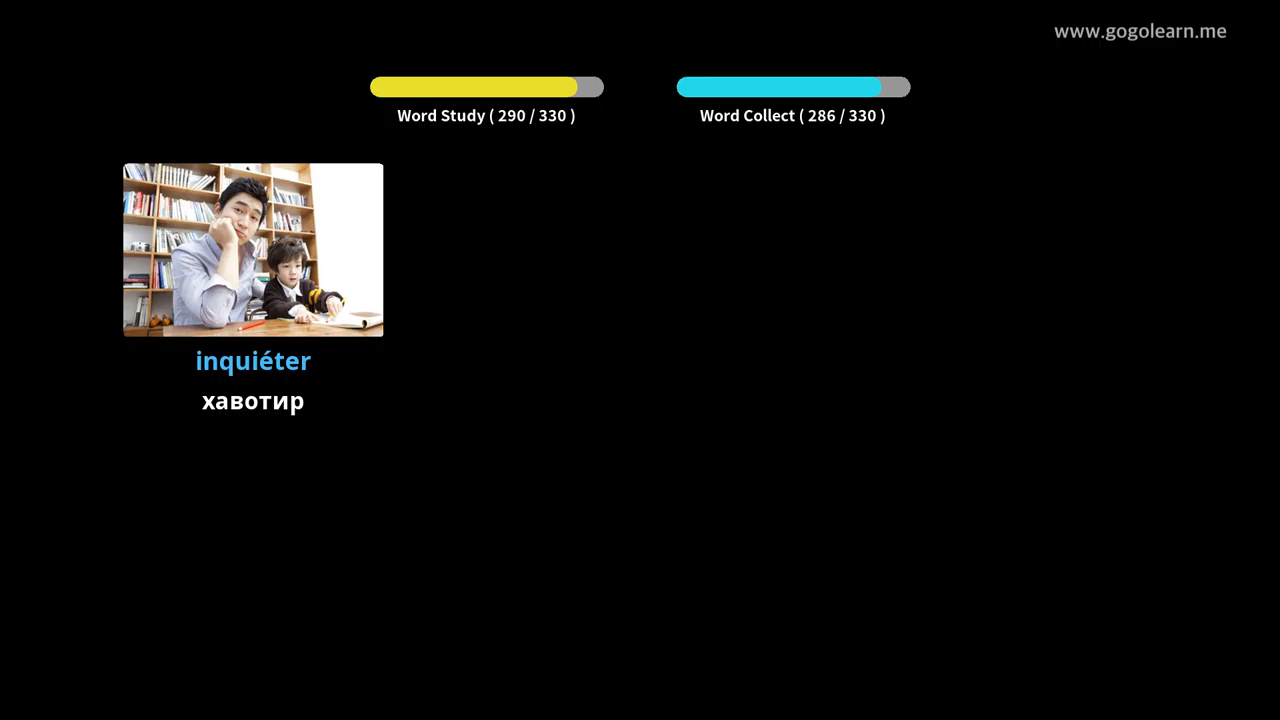 www.gogolearn.me
Word Study ( 290 / 330 )
Word Collect ( 286 / 330 )
inquiéter
хавотир